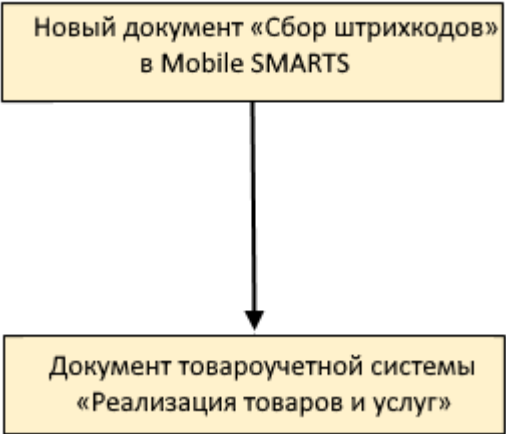 Новый документ «Сбор штрихкодов»
в Mobile SMARTS
Документ товароучетной системы
«Реализация товаров и услуг»